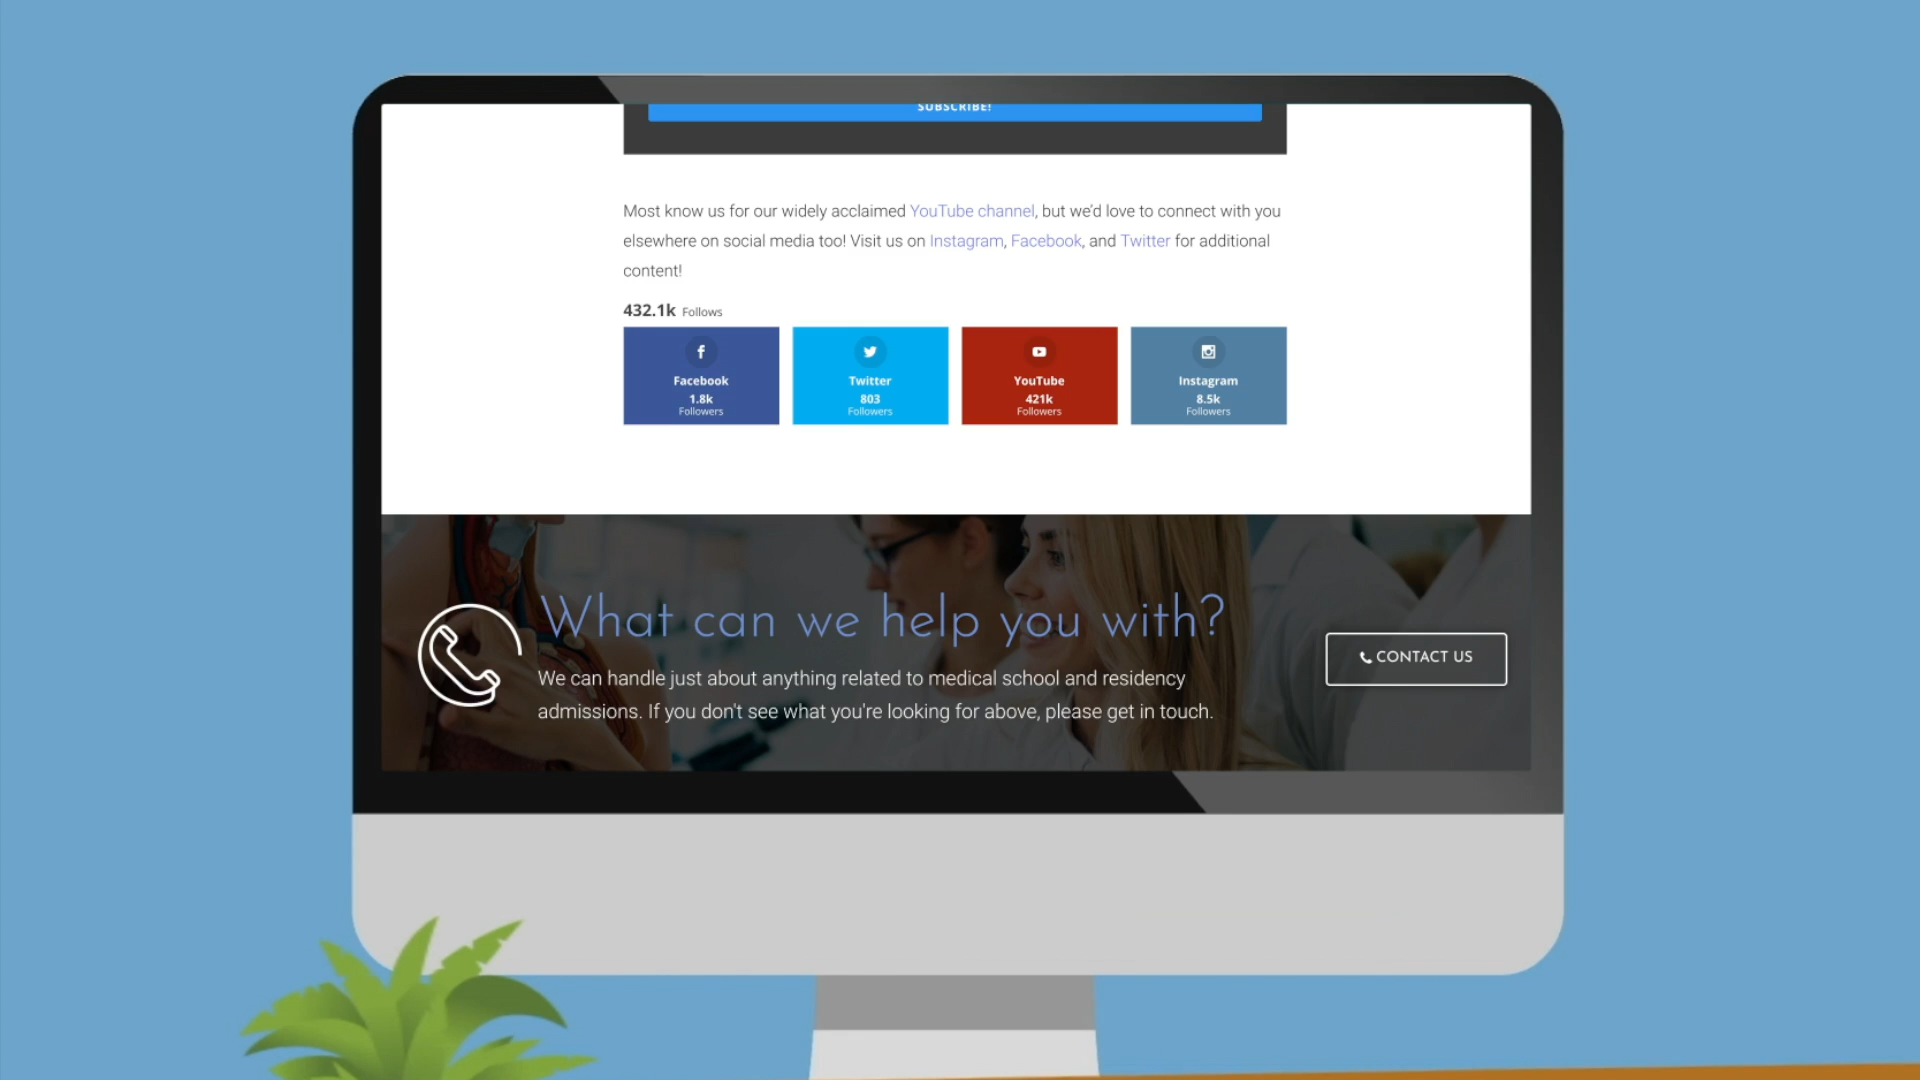 SUBSCRIBE!
Most know us for our widely acclaimed YouTube channel, but we'd love to connect with you
elsewhere on social media too! Visit us on Instagram, Facebook, and Twitter for additional
content!
432.1k Follows
Facebook
1.8k
Followers
Twitter
803
Followers
YouTube
421k
Followers
Instagram
8.5k
Followers
What can we help you with?
We can handle just about anything related to medical school and residency
admissions. If you don't see what you're looking for above, please get in touch.
CONTACT US